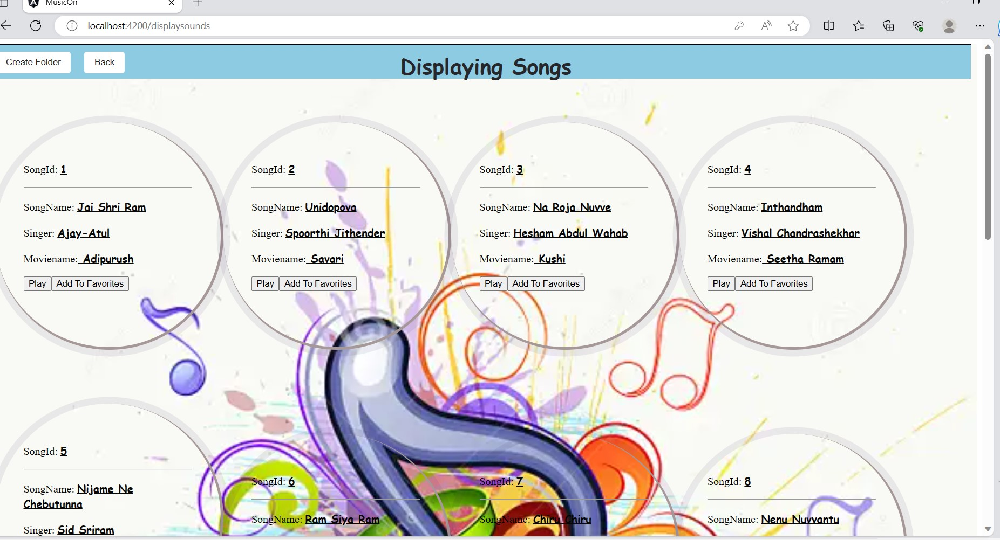 MusicOn
localhost:4200/displaysounds
Create Folder
Back
Displaying Songs
SongId: 1
SongName: Jai Shri Ram
Singer: Ajay-Atul
Moviename: Adipurush
Play Add To Favorites
SongId: 2
SongName: Unidopova
Singer: Spoorthi Jithender
Moviename: Savari
Play Add To Favorites
SongId: 3
SongName: Na Roja Nuvve
Singer: Hesham Abdul Wahab
Moviename: Kushi
Play Add To Favorites
SongId: 4
SongName: Inthandham
Singer: Vishal Chandrashekhar
Moviename: Seetha Ramam
Play Add To Favorites
SongId: 5
SongName: Nijame Ne
Chebutunna
Singer: Sid Sriram
SongId: 6
SongName: Ram Siya Ram
SongId: 7
SongName: Chiru Chiru
SongId: 8
SongName: Nenu Nuvvantu